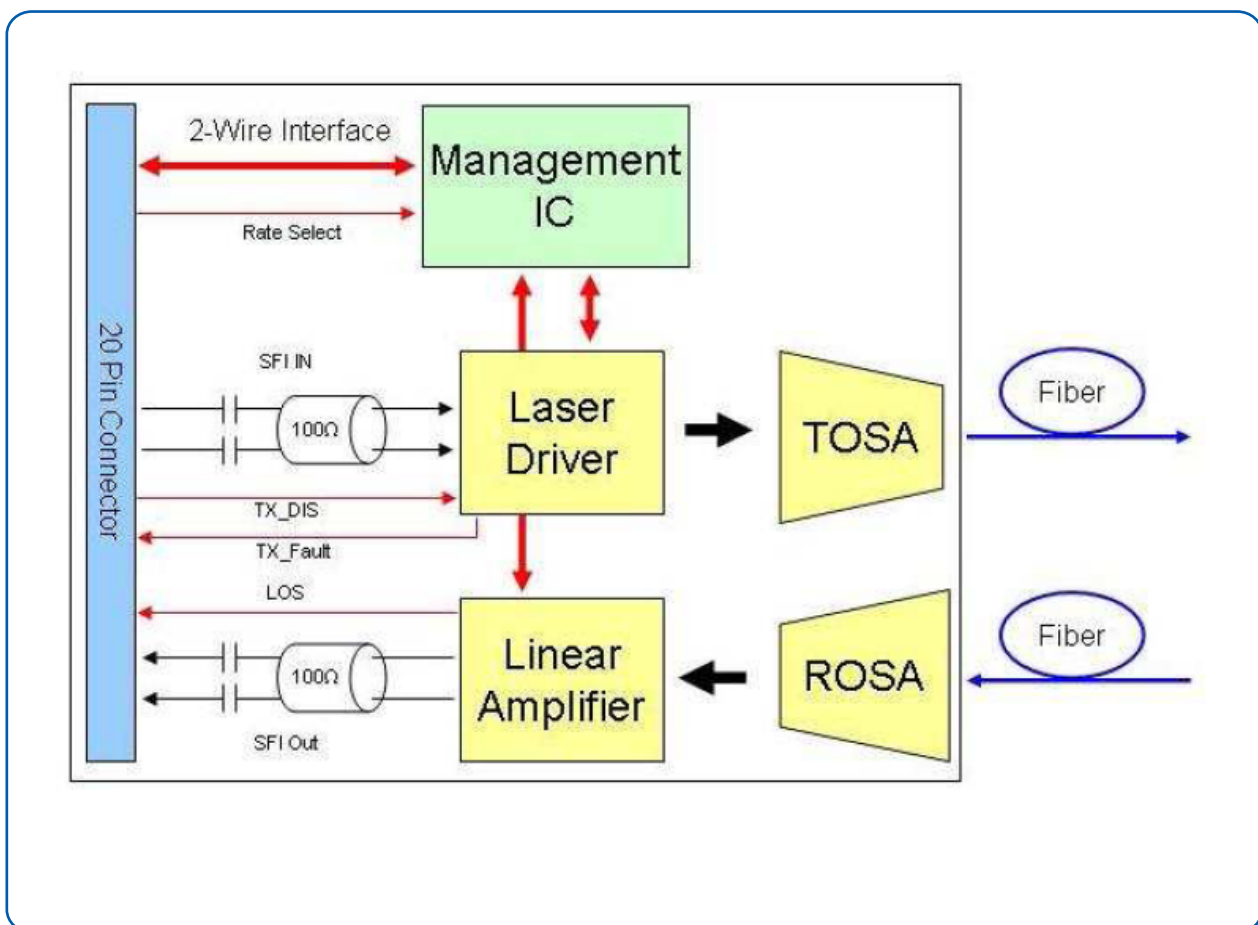 2-Wire Interface
Management
IC
Rate Select
20 Pin Connector
SFI IN
100Ω
Laser
Driver
TOSA
Fiber
TX_DIS
TX_Fault
LOS
100Ω
Linear
Amplifier
ROSA
Fiber
SFI Out